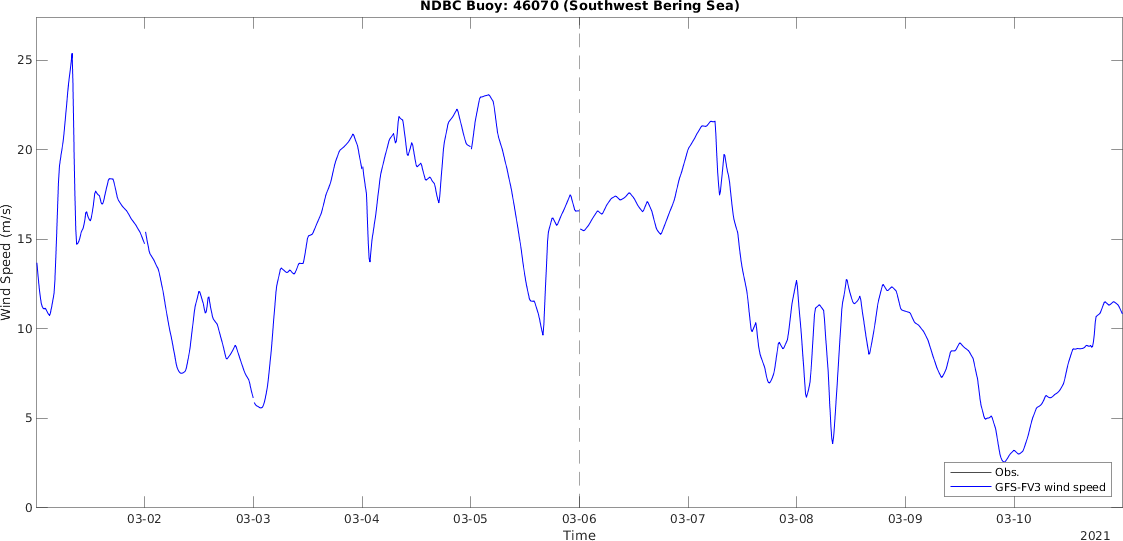 NDBC Buoy: 46070 (Southwest Bering Sea)
25
20
15
10
5
0
Wind Speed (m/s)
Obs.
GFS-FV3 wind speed
03-02 03-03 03-04 03-05 03-06 03-07 03-08 03-09 03-10
Time
2021